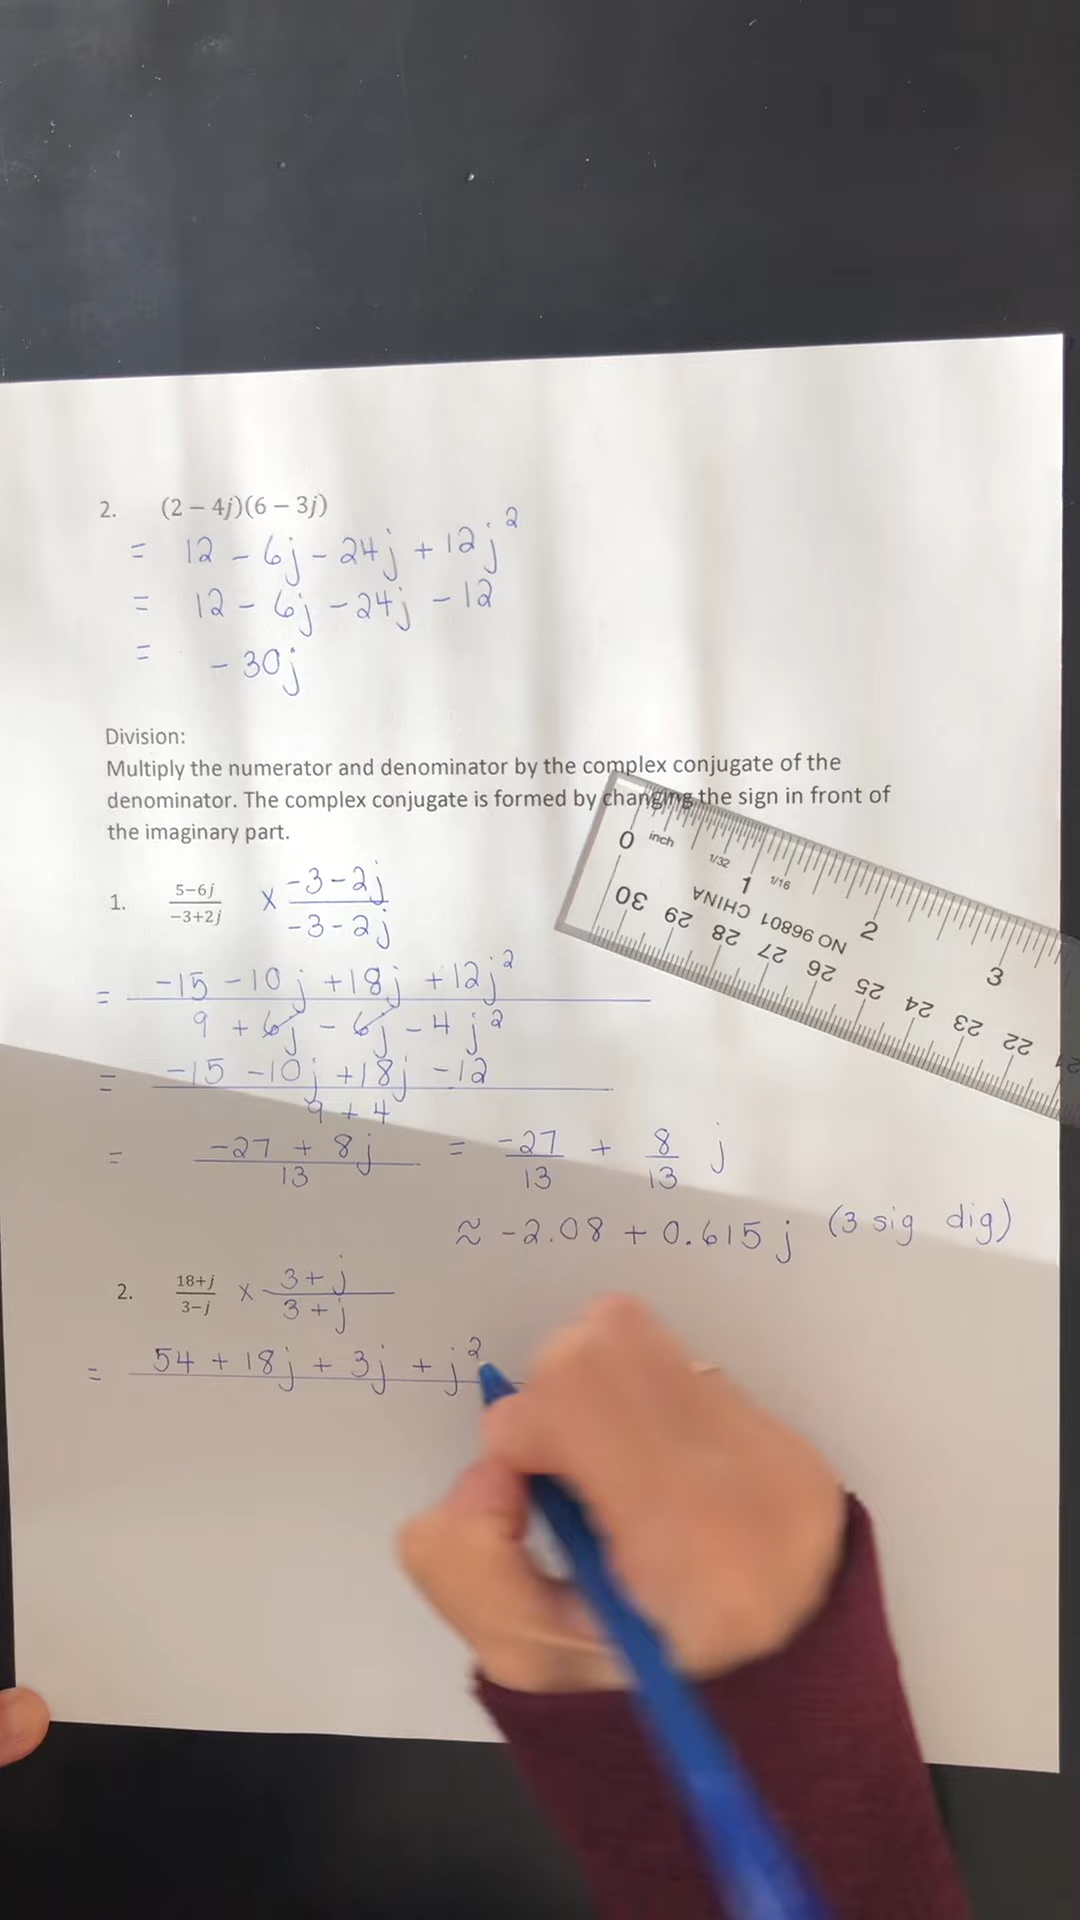 2. (2 – 4j)(6 – 3j)
= 12 - 6j - 24j + 12j²
= 12 - 6j - 24j - 12
= - 30j
Division:
Multiply the numerator and denominator by the complex conjugate of the
denominator. The complex conjugate is formed by changing the sign in front of
the imaginary part.
0 inch 1/32 1 1/16 2 3
30 29 28 27 26 25 24 23 22 21
NO 96801 CHINA
1. 5−6j / −3+2j × -3-2j / -3-2j
= -15 -10j +18j +12j² / 9 + 6j - 6j - 4j²
= -15 -10j +18j -12 / 9 + 4
= -27 + 8j / 13 = -27/13 + 8/13 j
≈ -2.08 + 0.615j (3 sig dig)
2. 18+j / 3−j × 3+j / 3+j
= 54 + 18j + 3j + j²